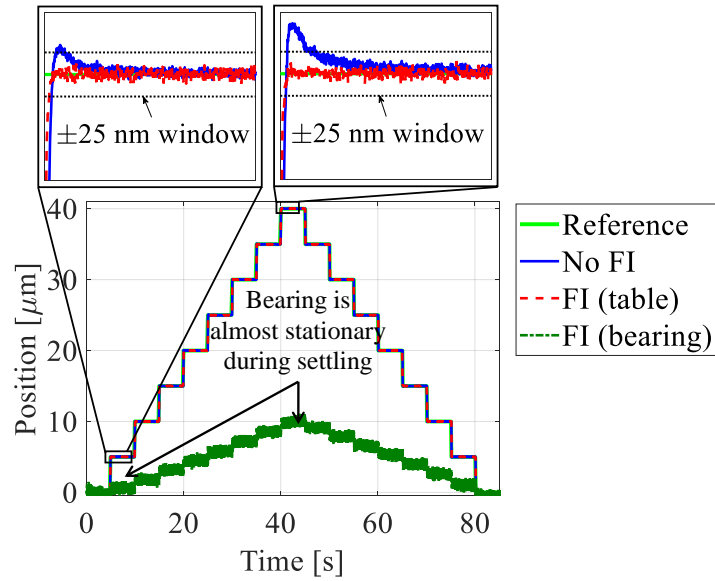 ±25 nm window
±25 nm window
Position [μm]
40
30
20
10
0
0
20
40
60
80
Time [s]
Bearing is
almost stationary
during settling
Reference
No FI
FI (table)
FI (bearing)